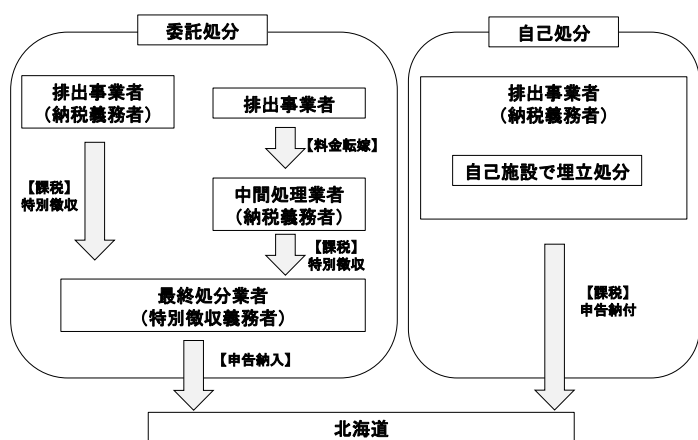 委託処分
排出事業者
(納税義務者)
【課税】
特別徴収
排出事業者
【料金転嫁】
中間処理業者
(納税義務者)
【課税】
特別徴収
最終処分業者
(特別徴収義務者)
【申告納入】
自己処分
排出事業者
(納税義務者)
自己施設で埋立処分
【課税】
申告納付
北海道